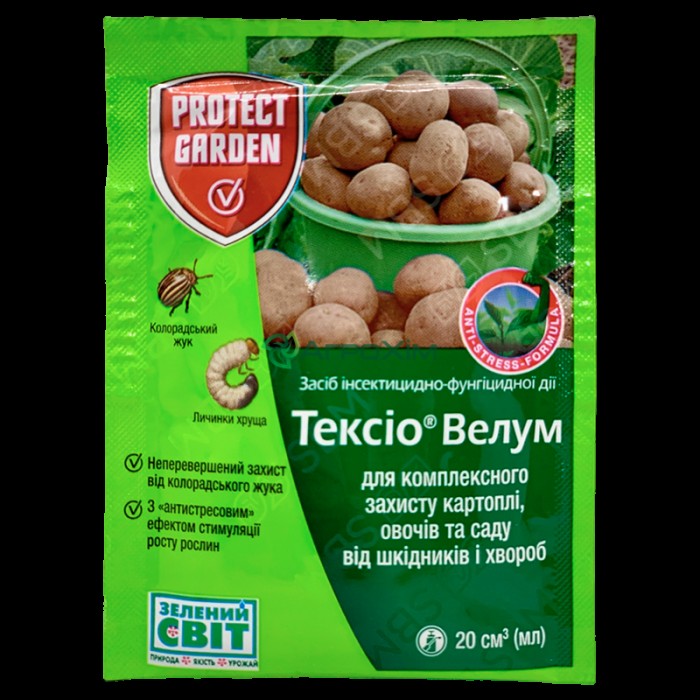 PROTECT
GARDEN
Колорадський
жук
Личинки хруща
ANTI-STRESS-FORMULA
АгроХім
Засіб інсектицидно-фунгіцидної дії
Тексіо® Велум
для комплексного
захисту картоплі,
овочів та саду
від шкідників і хвороб
Неперевершений захист
від колорадського жука
З «антистресовим»
ефектом стимуляції
росту рослин
ЗЕЛЕНИЙ
СВІТ
ПРИРОДА ЯКІСТЬ УРОЖАЙ
20 см³ (мл)